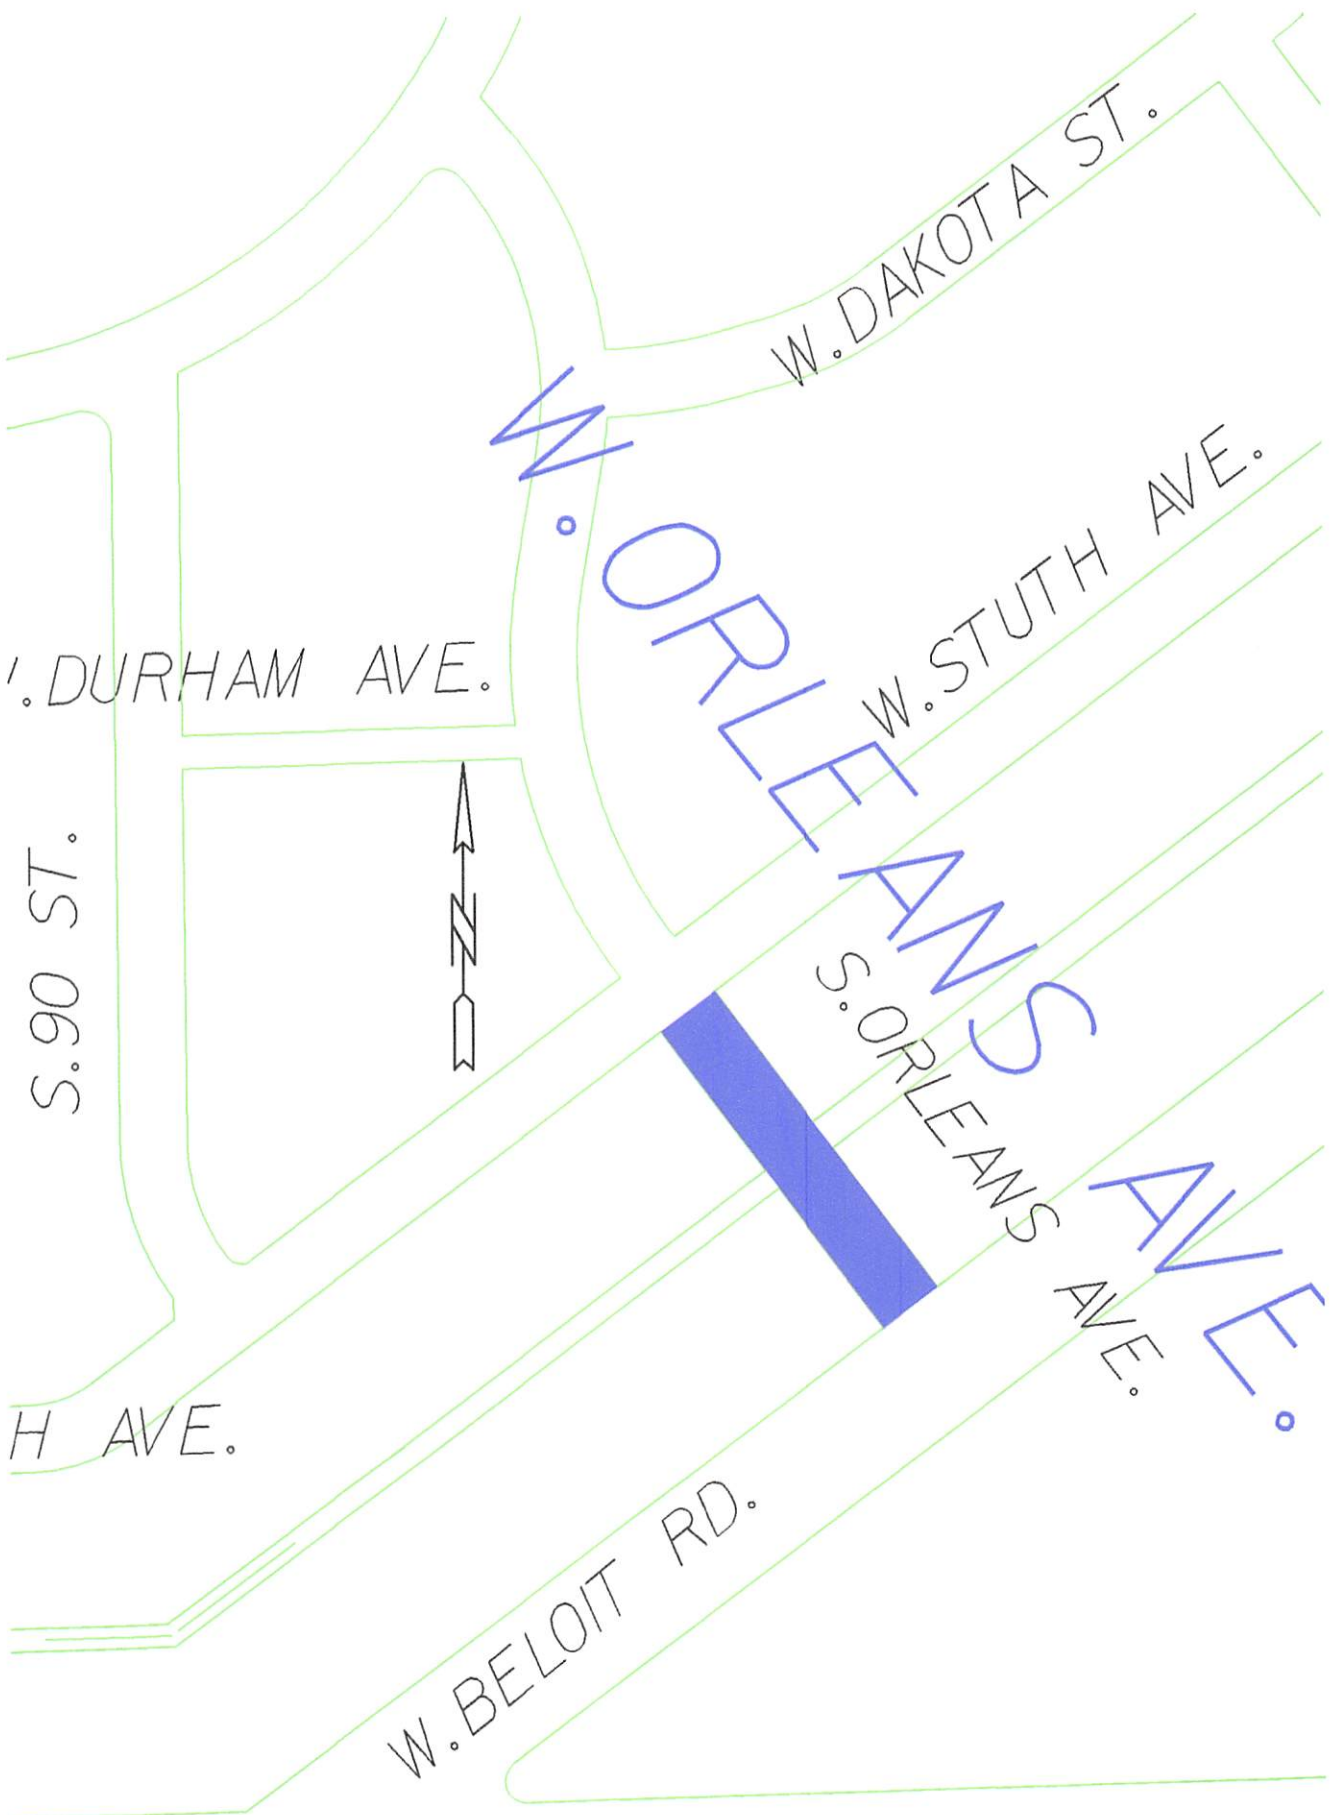 W. DAKOTA ST.
W. ORLEANS AVE.
W. STUTH AVE.
. DURHAM AVE.
S. 90 ST.
N
S. ORLEANS AVE.
H AVE.
W. BELOIT RD.